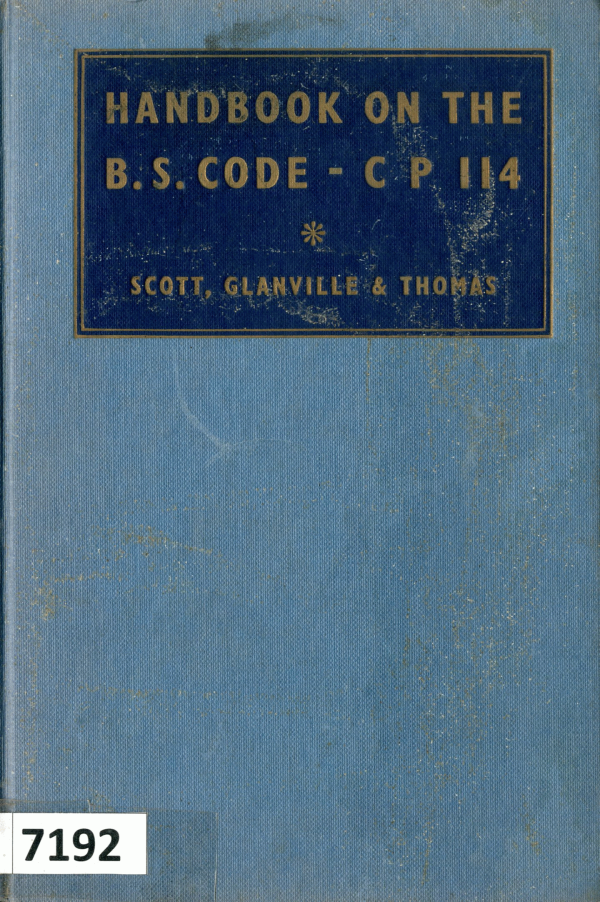 HANDBOOK ON THE
B. S. CODE - C P 114
SCOTT, GLANVILLE & THOMAS
7192